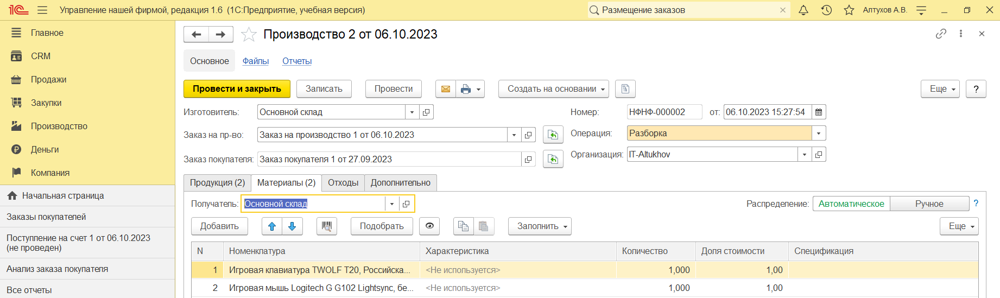 1С Управление нашей фирмой, редакция 1.6 (1С:Предприятие, учебная версия) Размещение заказов × Алтухов А.В.
Главное
CRM
Продажи
Закупки
Производство
Деньги
Компания
Начальная страница
Заказы покупателей
Поступление на счет 1 от 06.10.2023
(не проведен)
Анализ заказа покупателя
Все отчеты
Производство 2 от 06.10.2023
Основное Файлы Отчеты
Провести и закрыть Записать Провести Создать на основании Еще ?
Изготовитель: Основной склад Номер: НФНФ-000002 от: 06.10.2023 15:27:54
Заказ на пр-во: Заказ на производство 1 от 06.10.2023 Операция: Разборка
Заказ покупателя: Заказ покупателя 1 от 27.09.2023 Организация: IT-Altukhov
Продукция (2) Материалы (2) Отходы Дополнительно
Получатель: Основной склад Распределение: Автоматическое Ручное ?
Добавить Подобрать Заполнить Еще
N Номенклатура Характеристика Количество Доля стоимости Спецификация
1 Игровая клавиатура TWOLF T20, Российска... <Не используется> 1,000 1,00
2 Игровая мышь Logitech G G102 Lightsync, бе... <Не используется> 1,000 1,00